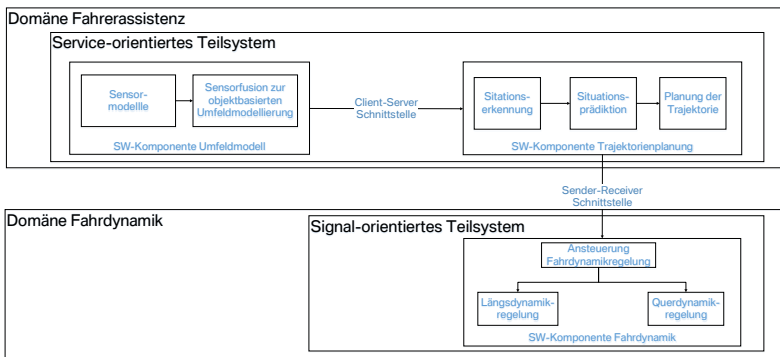 Domäne Fahrerassistenz
Service-orientiertes Teilsystem
Sensor-
modellle
Sensorfusion zur
objektbasierten
Umfeldmodellierung
SW-Komponente Umfeldmodell
Client-Server
Schnittstelle
Sitations-
erkennung
Situations-
prädiktion
Planung der
Trajektorie
SW-Komponente Trajektorienplanung
Sender-Receiver
Schnittstelle
Domäne Fahrdynamik
Signal-orientiertes Teilsystem
Ansteuerung
Fahrdynamikregelung
Längsdynamik-
regelung
Querdynamik-
regelung
SW-Komponente Fahrdynamik